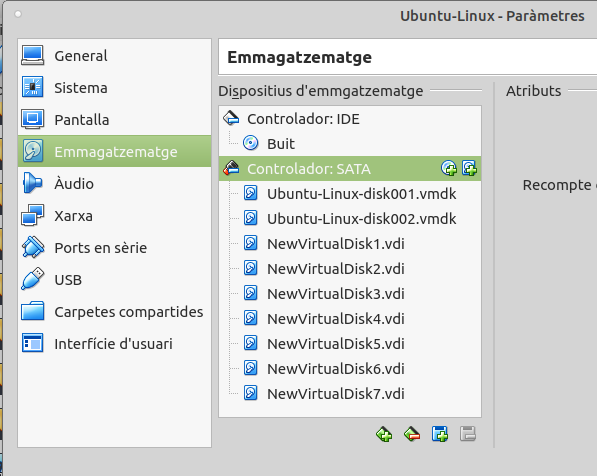 Ubuntu-Linux - Paràmetres
General
Sistema
Pantalla
Emmagatzematge
Àudio
Xarxa
Ports en sèrie
USB
Carpetes compartides
Interfície d'usuari
Emmagatzematge
Dispositius d'emmgatzematge
Controlador: IDE
Buit
Controlador: SATA
Ubuntu-Linux-disk001.vmdk
Ubuntu-Linux-disk002.vmdk
NewVirtualDisk1.vdi
NewVirtualDisk2.vdi
NewVirtualDisk3.vdi
NewVirtualDisk4.vdi
NewVirtualDisk5.vdi
NewVirtualDisk6.vdi
NewVirtualDisk7.vdi
Atributs
Recompte